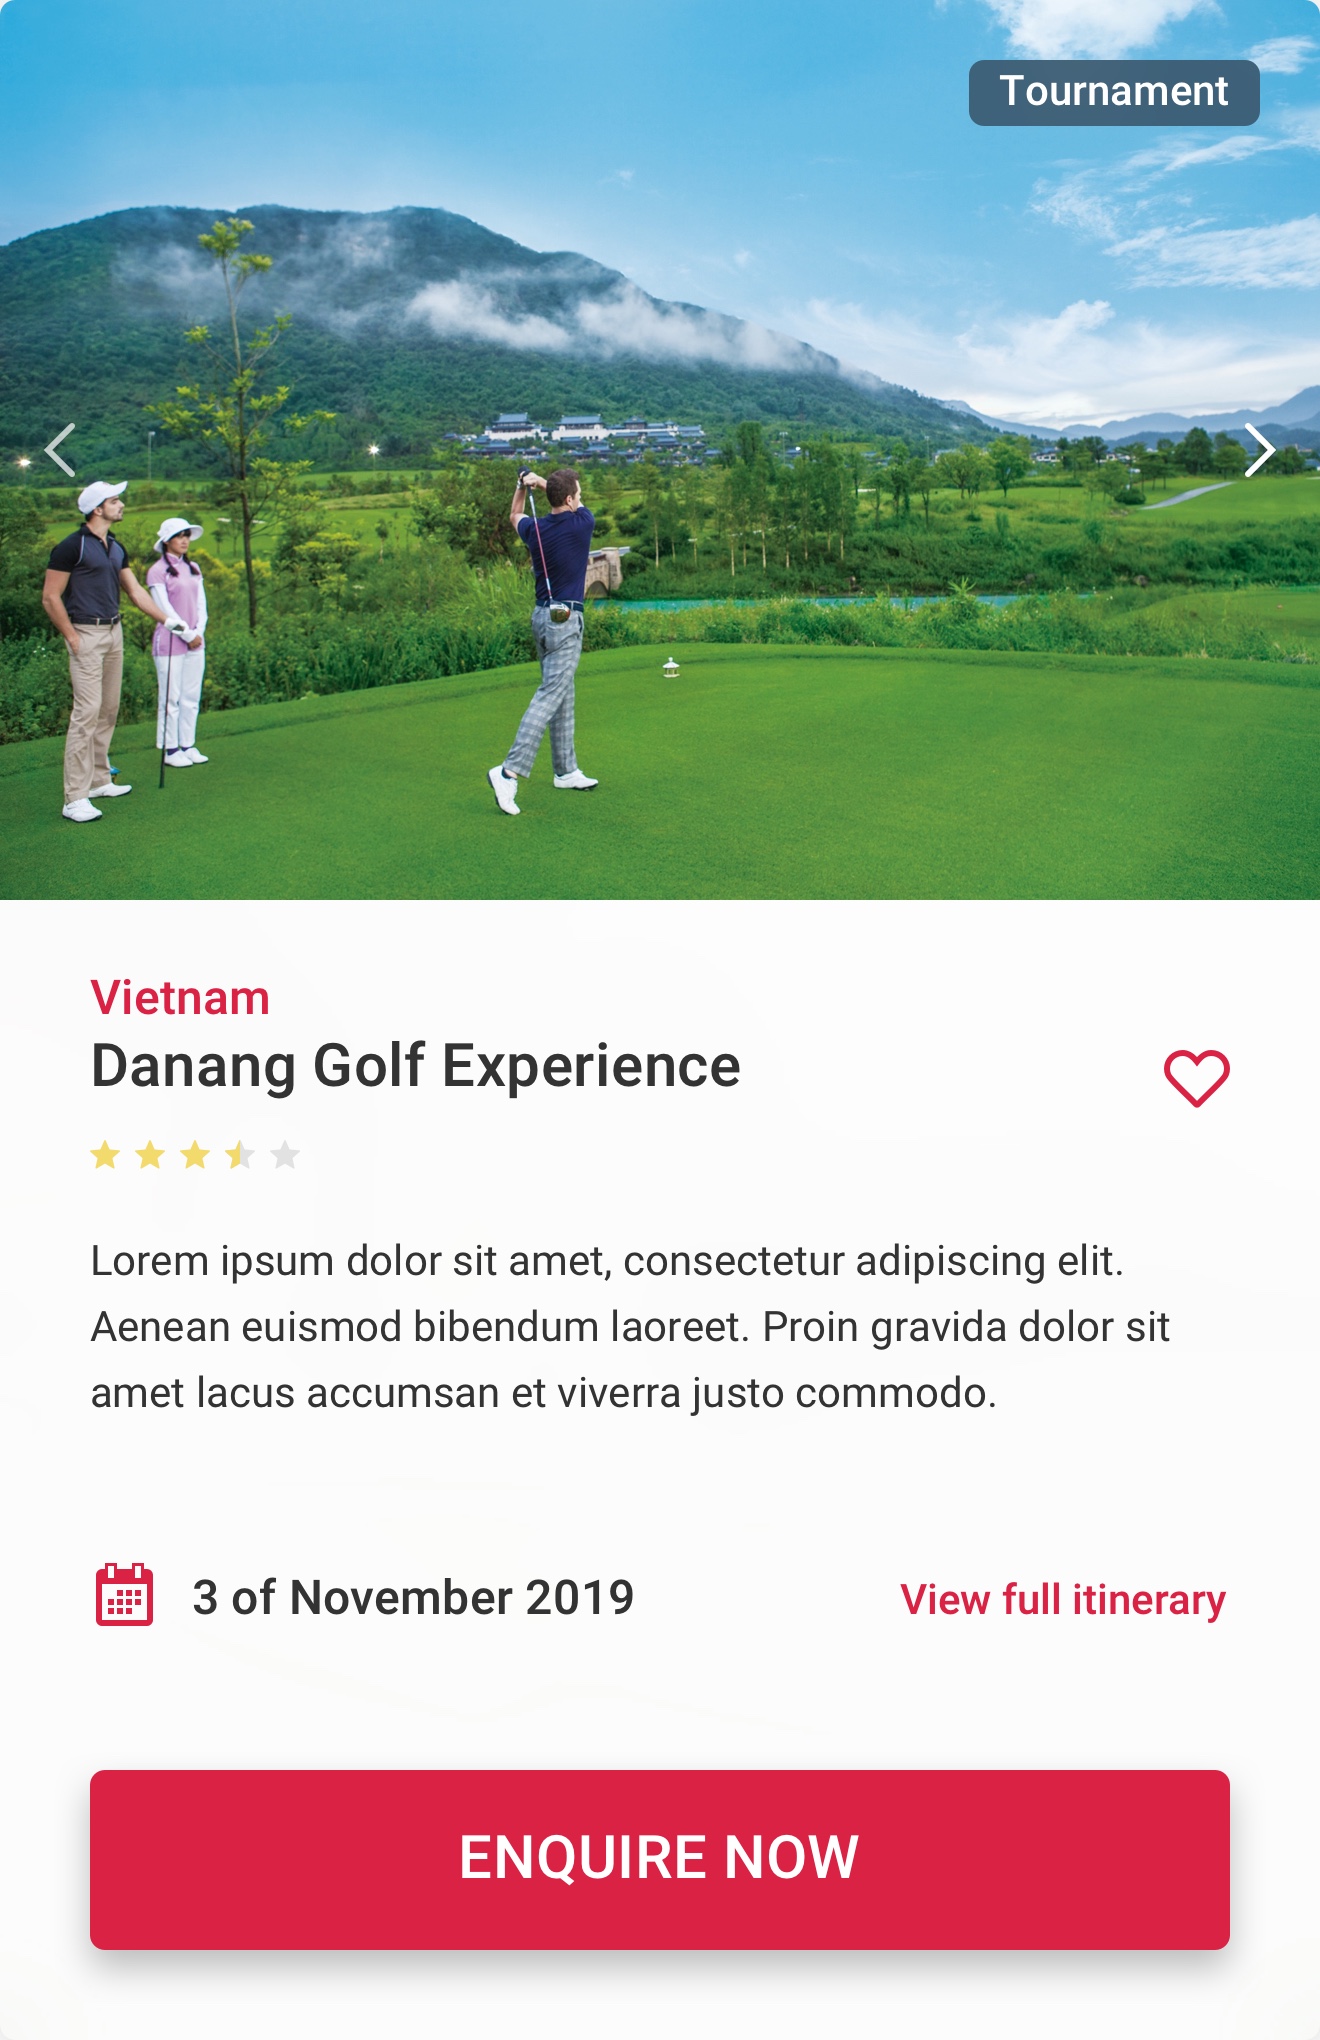 Tournament
Vietnam
Danang Golf Experience
Lorem ipsum dolor sit amet, consectetur adipiscing elit.
Aenean euismod bibendum laoreet. Proin gravida dolor sit
amet lacus accumsan et viverra justo commodo.
3 of November 2019
View full itinerary
ENQUIRE NOW